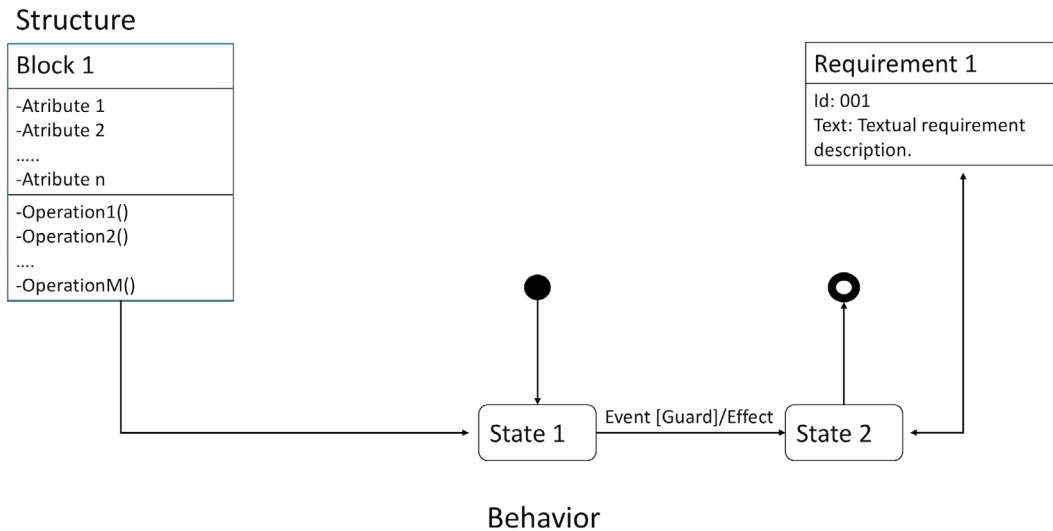 Structure
Block 1
-Atribute 1
-Atribute 2
.....
-Atribute n
-Operation1()
-Operation2()
....
-OperationM()
Requirement 1
Id: 001
Text: Textual requirement
description.
State 1
Event [Guard]/Effect
State 2
Behavior